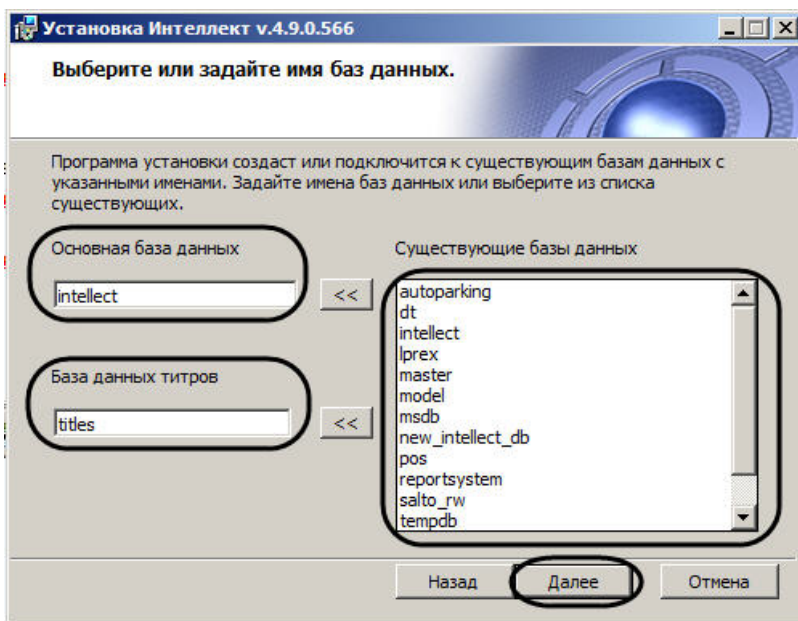 Установка Интеллект v.4.9.0.566
Выберите или задайте имя баз данных.
Программа установки создаст или подключится к существующим базам данных с
указанными именами. Задайте имена баз данных или выберите из списка
существующих.
Основная база данных
intellect
<<
База данных титров
titles
<<
Существующие базы данных
autoparking
dt
intellect
lprex
master
model
msdb
new_intellect_db
pos
reportsystem
salto_rw
tempdb
Назад
Далее
Отмена